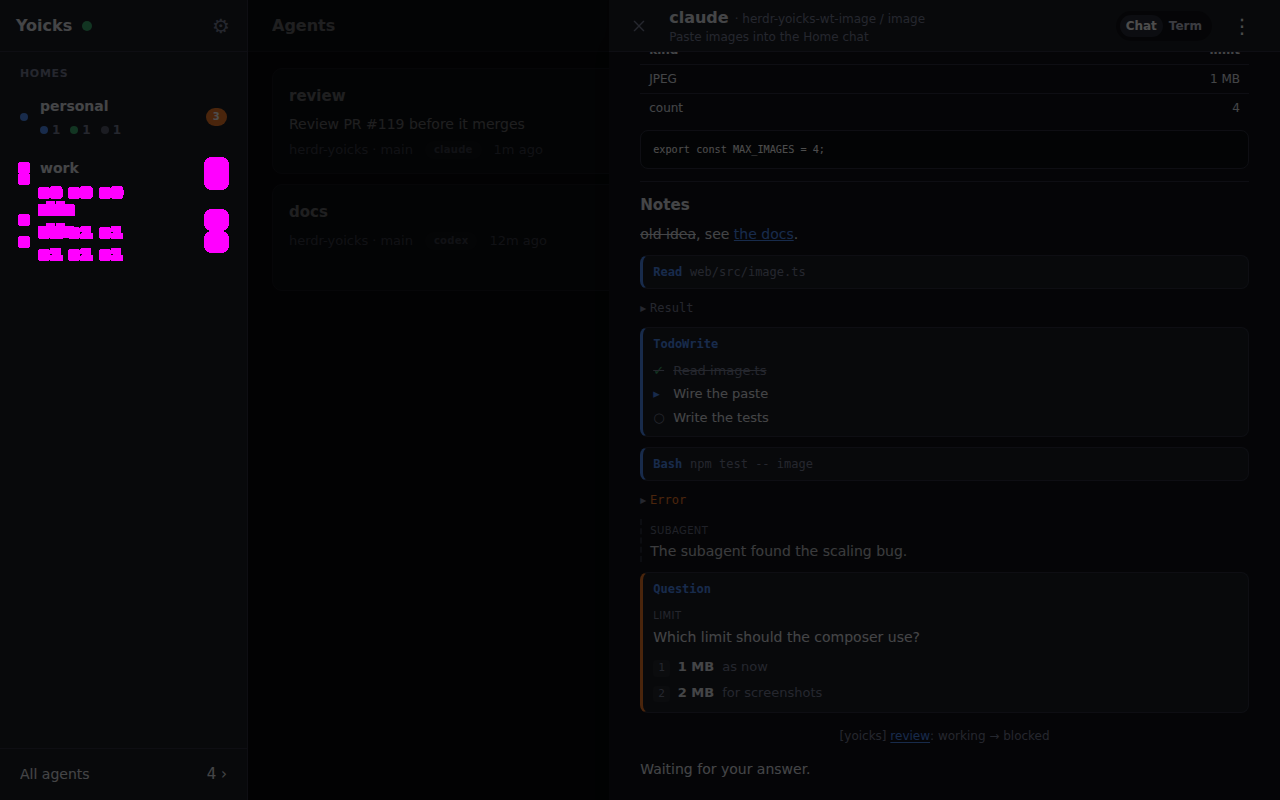 Yoicks
HOMES
personal
3
1 1 1
work
All agents
4 ›
Agents
review
Review PR #119 before it merges
herdr-yoicks · main claude 1m ago
docs
herdr-yoicks · main codex 12m ago
claude · herdr-yoicks-wt-image / image
Paste images into the Home chat
Chat Term
JPEG 1 MB
count 4
export const MAX_IMAGES = 4;
Notes
old idea, see the docs.
Read web/src/image.ts
▸ Result
TodoWrite
✓ Read image.ts
▸ Wire the paste
○ Write the tests
Bash npm test -- image
▸ Error
SUBAGENT
The subagent found the scaling bug.
Question
LIMIT
Which limit should the composer use?
1 1 MB as now
2 2 MB for screenshots
[yoicks] review: working → blocked
Waiting for your answer.